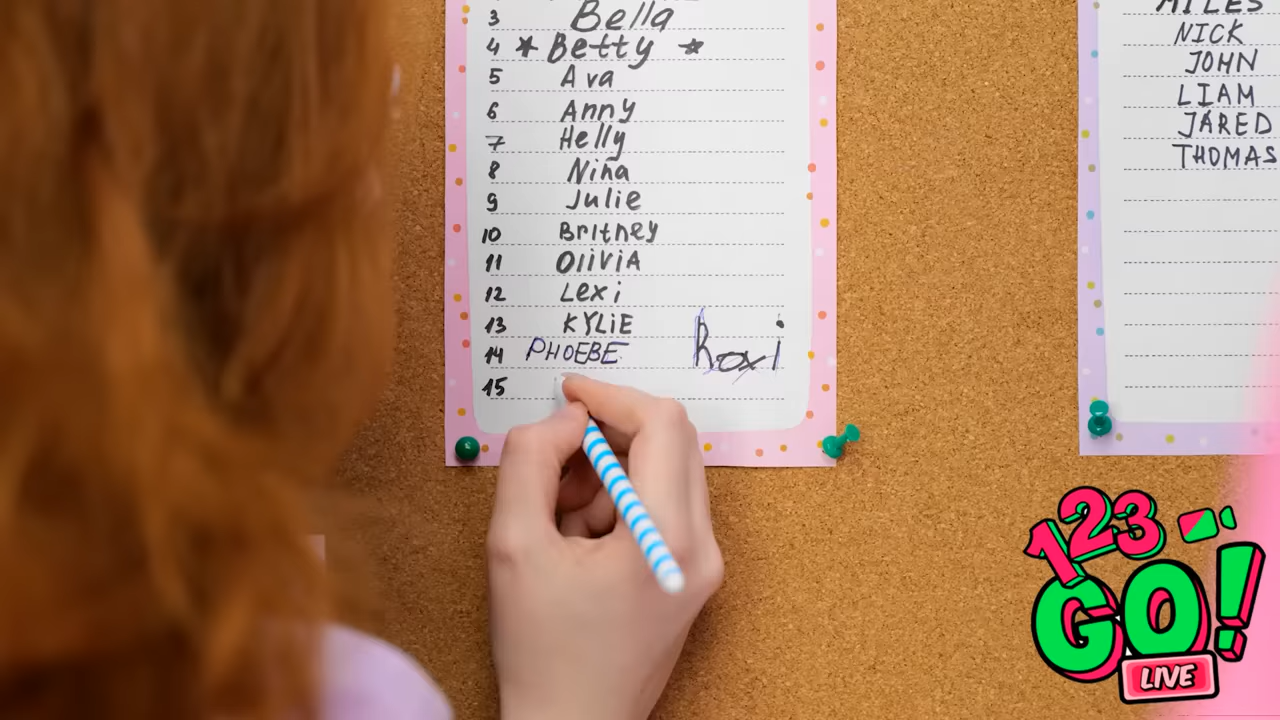 3 Bella
4 * Betty *
5 Ava
6 Anny
7 Helly
8 Nina
9 Julie
10 Britney
11 OliviA
12 Lexi
13 KYLiE
14 PHOEBE Roxi
15
MILES
NICK
JOHN
LIAM
JARED
THOMAS
123
GO!
LIVE